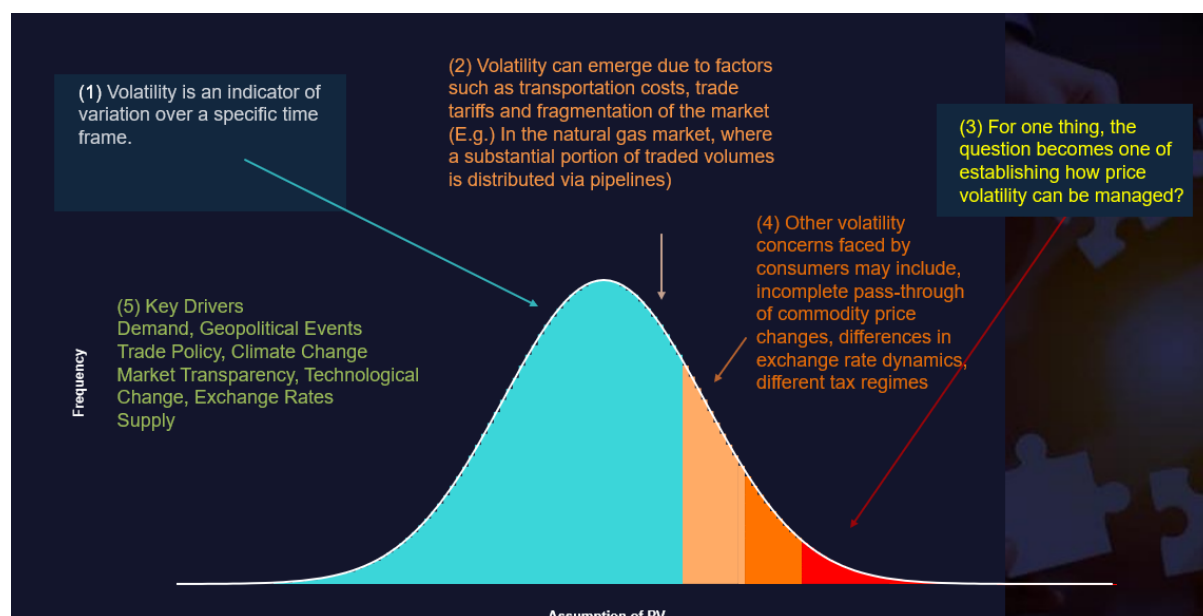 (1) Volatility is an indicator of
variation over a specific time
frame.
(2) Volatility can emerge due to factors
such as transportation costs, trade
tariffs and fragmentation of the market
(E.g.) In the natural gas market, where
a substantial portion of traded volumes
is distributed via pipelines)
(3) For one thing, the
question becomes one of
establishing how price
volatility can be managed?
(4) Other volatility
concerns faced by
consumers may include,
incomplete pass-through
of commodity price
changes, differences in
exchange rate dynamics,
different tax regimes
(5) Key Drivers
Demand, Geopolitical Events
Trade Policy, Climate Change
Market Transparency, Technological
Change, Exchange Rates
Supply
Frequency
Assumption of PV